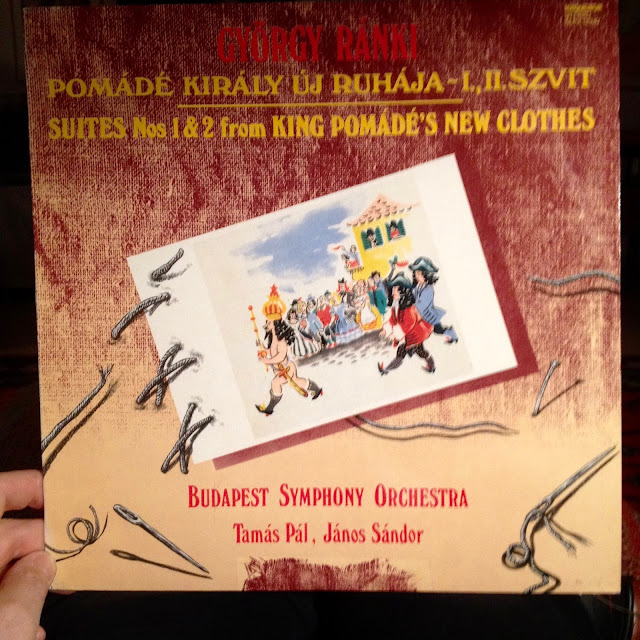 GYÖRGY RÁNKI
POMÁDÉ KIRÁLY ÚJ RUHÁJA-I., II. SZVIT
SUITES Nos 1 & 2 from KING POMÁDÉ'S NEW CLOTHES
BUDAPEST SYMPHONY ORCHESTRA
Tamás Pál, János Sándor